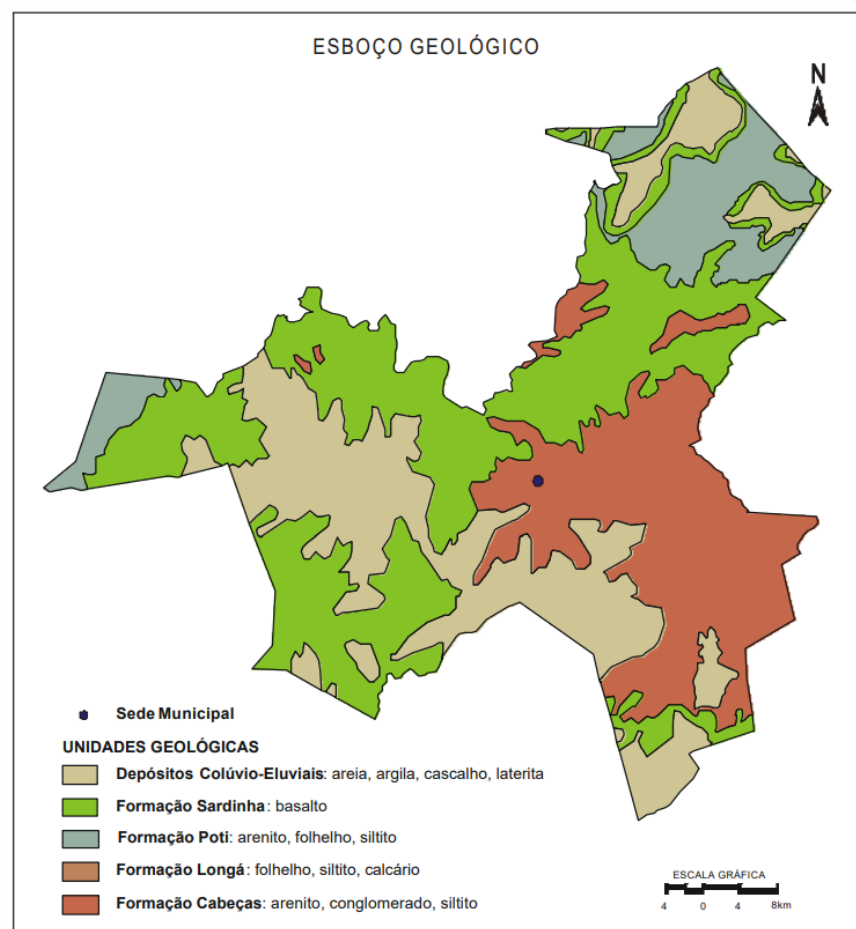 ESBOÇO GEOLÓGICO
N
Sede Municipal
UNIDADES GEOLÓGICAS
Depósitos Colúvio-Eluviais: areia, argila, cascalho, laterita
Formação Sardinha: basalto
Formação Poti: arenito, folhelho, siltito
Formação Longá: folhelho, siltito, calcário
Formação Cabeças: arenito, conglomerado, siltito
ESCALA GRÁFICA
4 0 4 8km